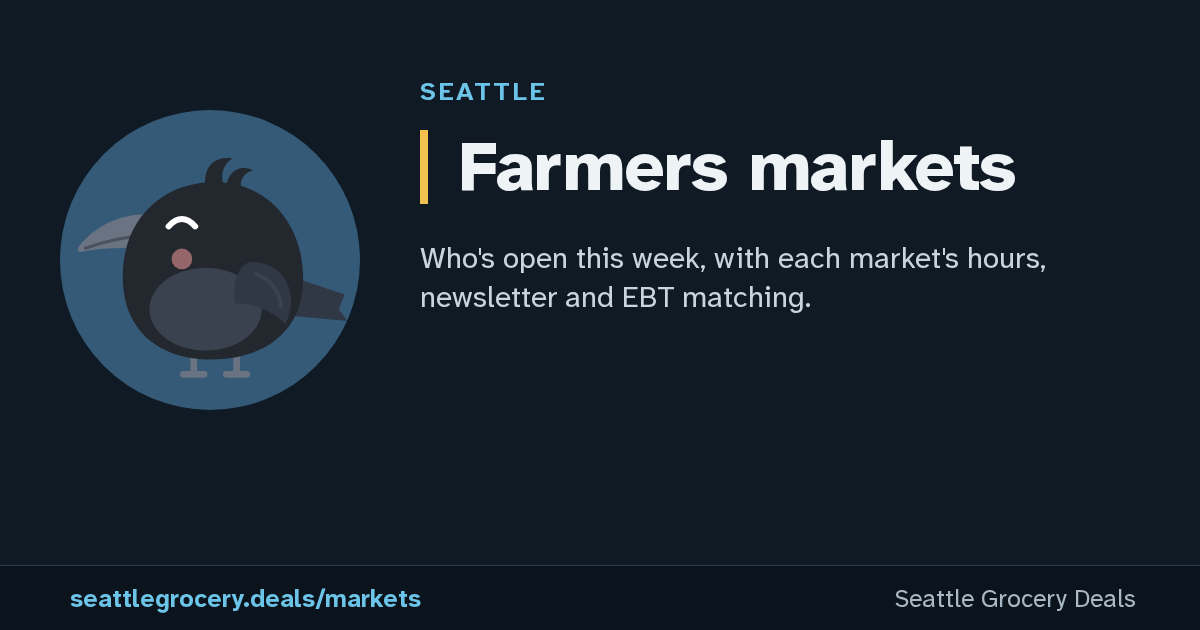 SEATTLE
Farmers markets
Who's open this week, with each market's hours,
newsletter and EBT matching.
seattlegrocery.deals/markets
Seattle Grocery Deals